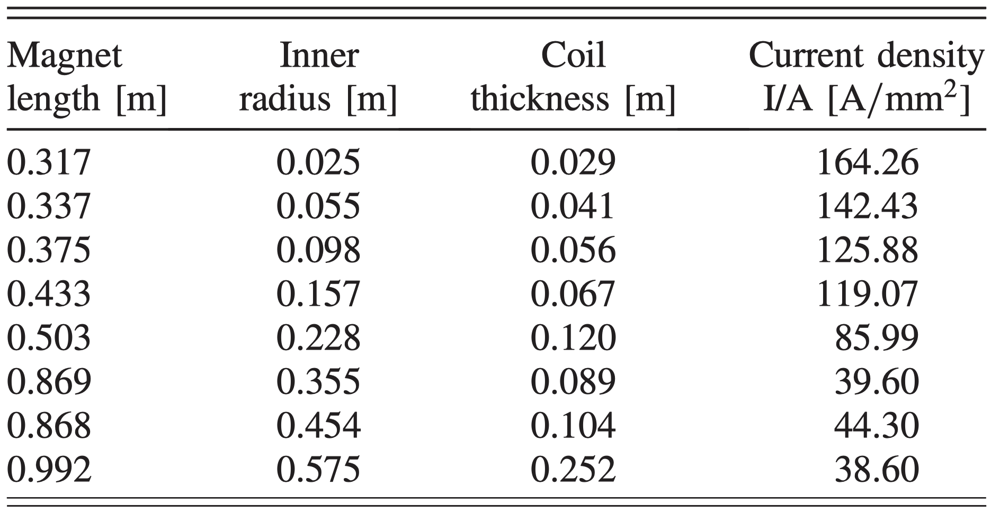 Magnet Inner Coil Current density
length [m] radius [m] thickness [m] I/A [A/mm²]
0.317 0.025 0.029 164.26
0.337 0.055 0.041 142.43
0.375 0.098 0.056 125.88
0.433 0.157 0.067 119.07
0.503 0.228 0.120 85.99
0.869 0.355 0.089 39.60
0.868 0.454 0.104 44.30
0.992 0.575 0.252 38.60